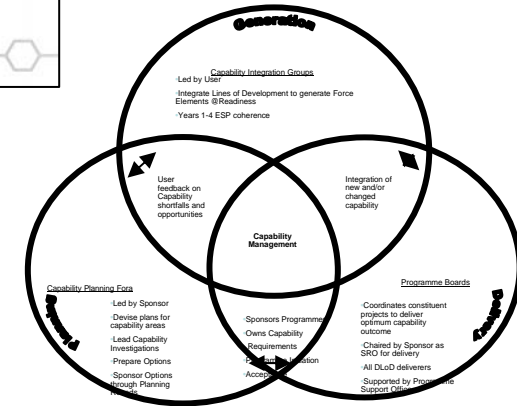 Generation
Capability Integration Groups
·Led by User
·Integrate Lines of Development to generate Force
Elements @Readiness
·Years 1-4 ESP coherence
User
feedback on
Capability
shortfalls and
opportunities
Integration of
new and/or
changed
capability
Capability
Management
Capability Planning Fora
Planning
·Led by Sponsor
·Devise plans for
capability areas
·Lead Capability
Investigations
·Prepare Options
·Sponsor Options
through Planning
·Sponsors Programme
·Owns Capability
Requirements
Programme Boards
Delivery
·Coordinates constituent
projects to deliver
optimum capability
outcome
·Chaired by Sponsor as
SRO for delivery
·All DLoD deliverers
·Supported by Programme
Support Office